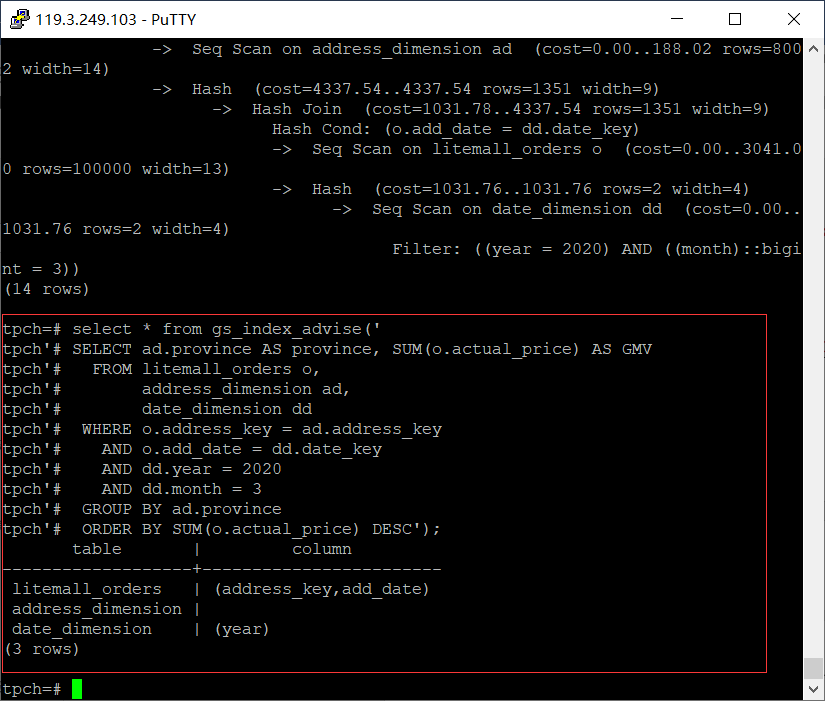 119.3.249.103 - PuTTY
-> Seq Scan on address_dimension ad (cost=0.00..188.02 rows=800
2 width=14)
-> Hash (cost=4337.54..4337.54 rows=1351 width=9)
-> Hash Join (cost=1031.78..4337.54 rows=1351 width=9)
Hash Cond: (o.add_date = dd.date_key)
-> Seq Scan on litemall_orders o (cost=0.00..3041.0
0 rows=100000 width=13)
-> Hash (cost=1031.76..1031.76 rows=2 width=4)
-> Seq Scan on date_dimension dd (cost=0.00..
1031.76 rows=2 width=4)
Filter: ((year = 2020) AND ((month)::bigi
nt = 3))
(14 rows)
tpch=# select * from gs_index_advise('
tpch'# SELECT ad.province AS province, SUM(o.actual_price) AS GMV
tpch'# FROM litemall_orders o,
tpch'# address_dimension ad,
tpch'# date_dimension dd
tpch'# WHERE o.address_key = ad.address_key
tpch'# AND o.add_date = dd.date_key
tpch'# AND dd.year = 2020
tpch'# AND dd.month = 3
tpch'# GROUP BY ad.province
tpch'# ORDER BY SUM(o.actual_price) DESC');
table | column
-------------------+------------------------
litemall_orders | (address_key,add_date)
address_dimension |
date_dimension | (year)
(3 rows)
tpch=#